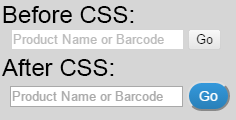 Before CSS:
Product Name or Barcode Go
After CSS:
Product Name or Barcode Go